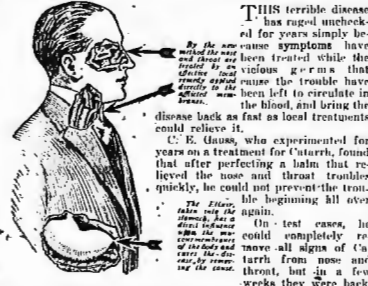 THIS terrible disease
has raged uncheck-
ed for years simply be-
cause symptoms have
been treated while the
vicious germs that
cause the trouble have
been left to circulate in
the blood, and bring the
disease back as fast as local treatments
could relieve it.
C. E. Gauss, who experimented for
years on a treatment for Catarrh, found
that after perfecting a balm that re-
lieved the nose and throat troubles
quickly, he could not prevent the trou-
ble beginning all over
again.
On test cases, he
could completely re-
move all signs of Ca-
tarrh from nose and
throat, but in a few
weeks they were back
By the new
method the nose
and throat are
treated by an
effective local
remedy applied
directly to the
afflicted mem-
branes.
The Elixir,
taken into the
stomach, has a
direct influence
upon the mu-
cous membranes
of the body and
cures the dis-
ease, by remov-
ing the cause.